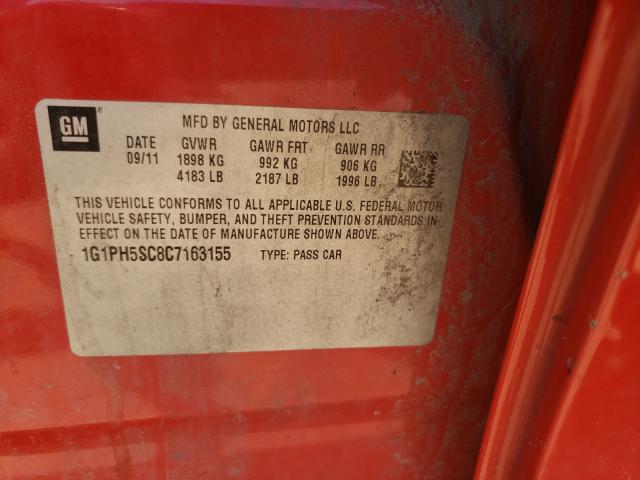 GM ®
MFD BY GENERAL MOTORS LLC
DATE GVWR GAWR FRT GAWR RR
09/11 1898 KG 992 KG 906 KG
4183 LB 2187 LB 1996 LB
THIS VEHICLE CONFORMS TO ALL APPLICABLE U.S. FEDERAL MOTOR
VEHICLE SAFETY, BUMPER, AND THEFT PREVENTION STANDARDS IN
EFFECT ON THE DATE OF MANUFACTURE SHOWN ABOVE.
1G1PH5SC8C7163155 TYPE: PASS CAR